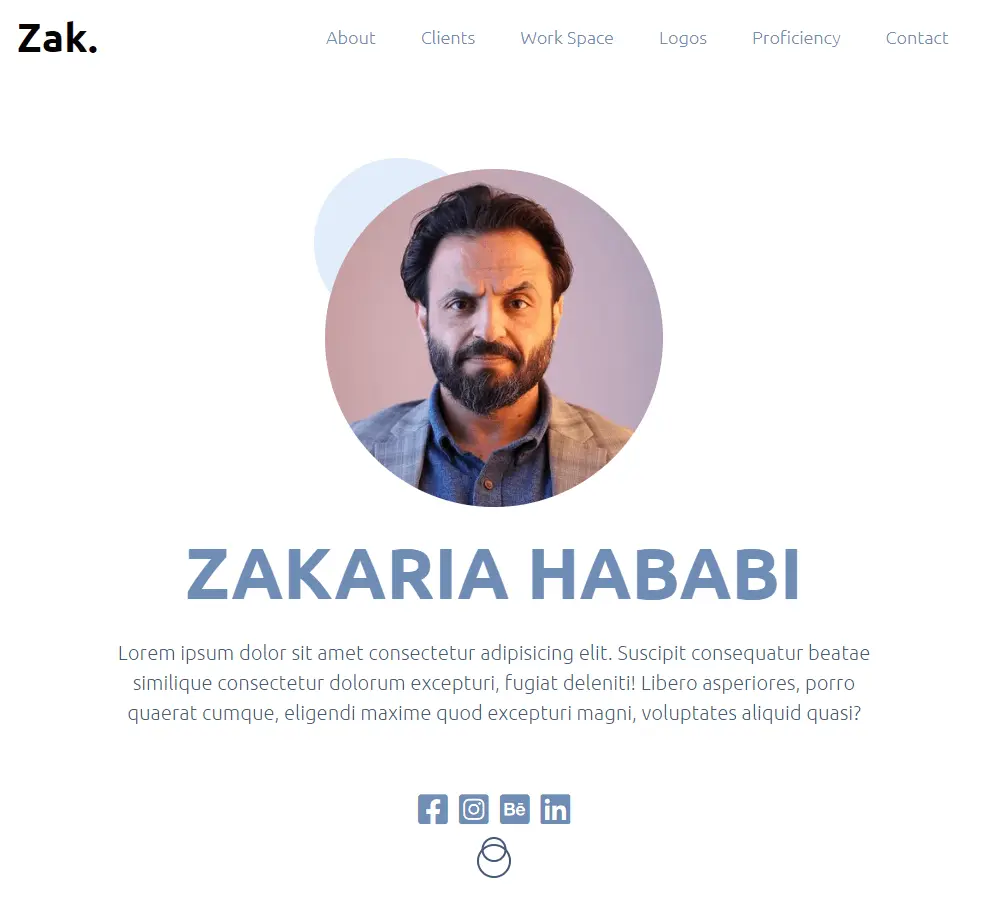 Zak.
About Clients Work Space Logos Proficiency Contact
ZAKARIA HABABI
Lorem ipsum dolor sit amet consectetur adipisicing elit. Suscipit consequatur beatae
similique consectetur dolorum excepturi, fugiat deleniti! Libero asperiores, porro
quaerat cumque, eligendi maxime quod excepturi magni, voluptates aliquid quasi?